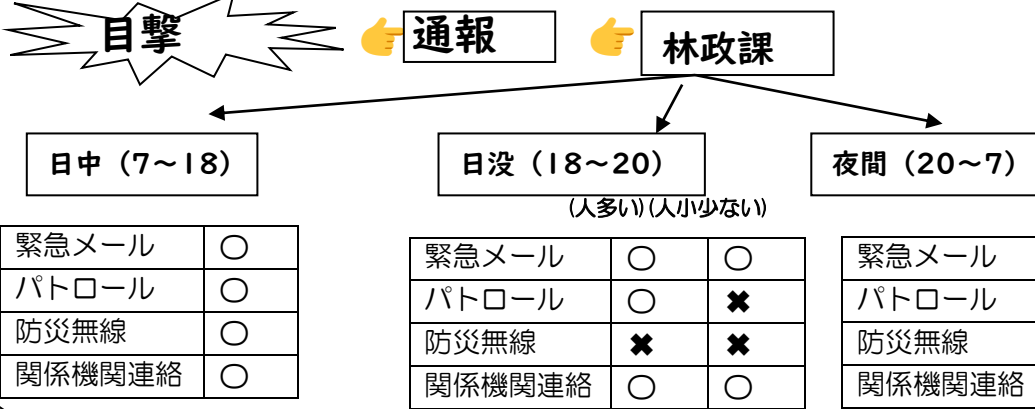 目撃 👉 通報 👉 林政課
日中（7～18） 日没（18～20） 夜間（20～7）
(人多い)(人小少ない)
緊急メール 〇
パトロール 〇
防災無線 〇
関係機関連絡 〇
緊急メール 〇 〇
パトロール 〇 ✖
防災無線 ✖ ✖
関係機関連絡 〇 〇
緊急メール
パトロール
防災無線
関係機関連絡